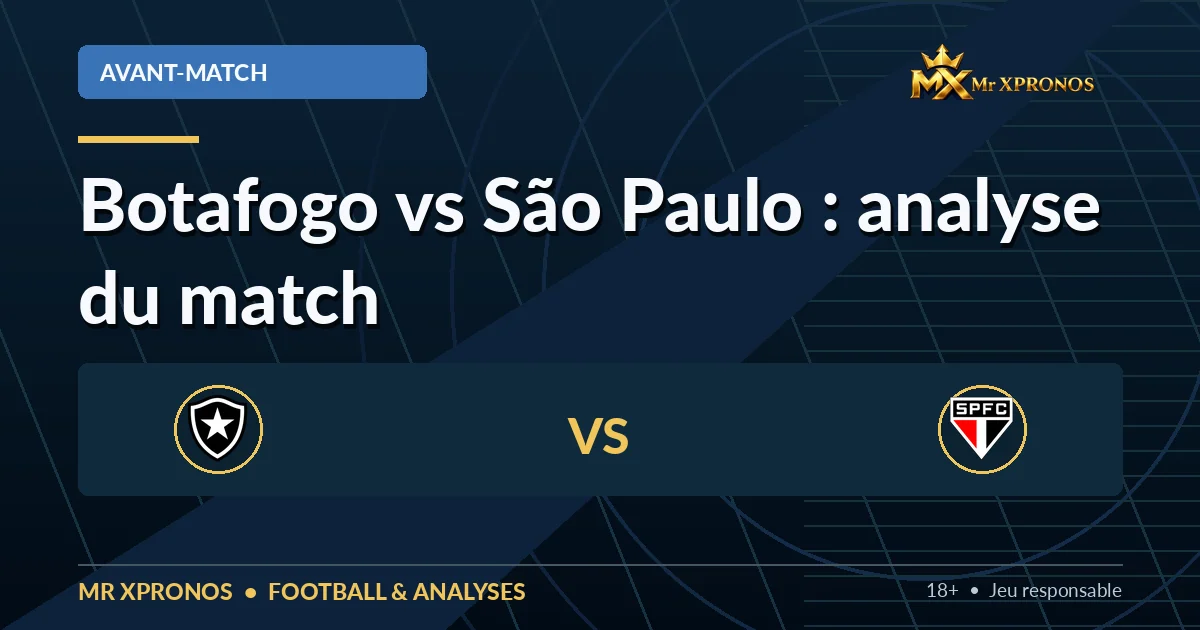 AVANT-MATCH
MX Mr XPRONOS
Botafogo vs São Paulo : analyse
du match
VS
SPFC
MR XPRONOS • FOOTBALL & ANALYSES
18+ • Jeu responsable